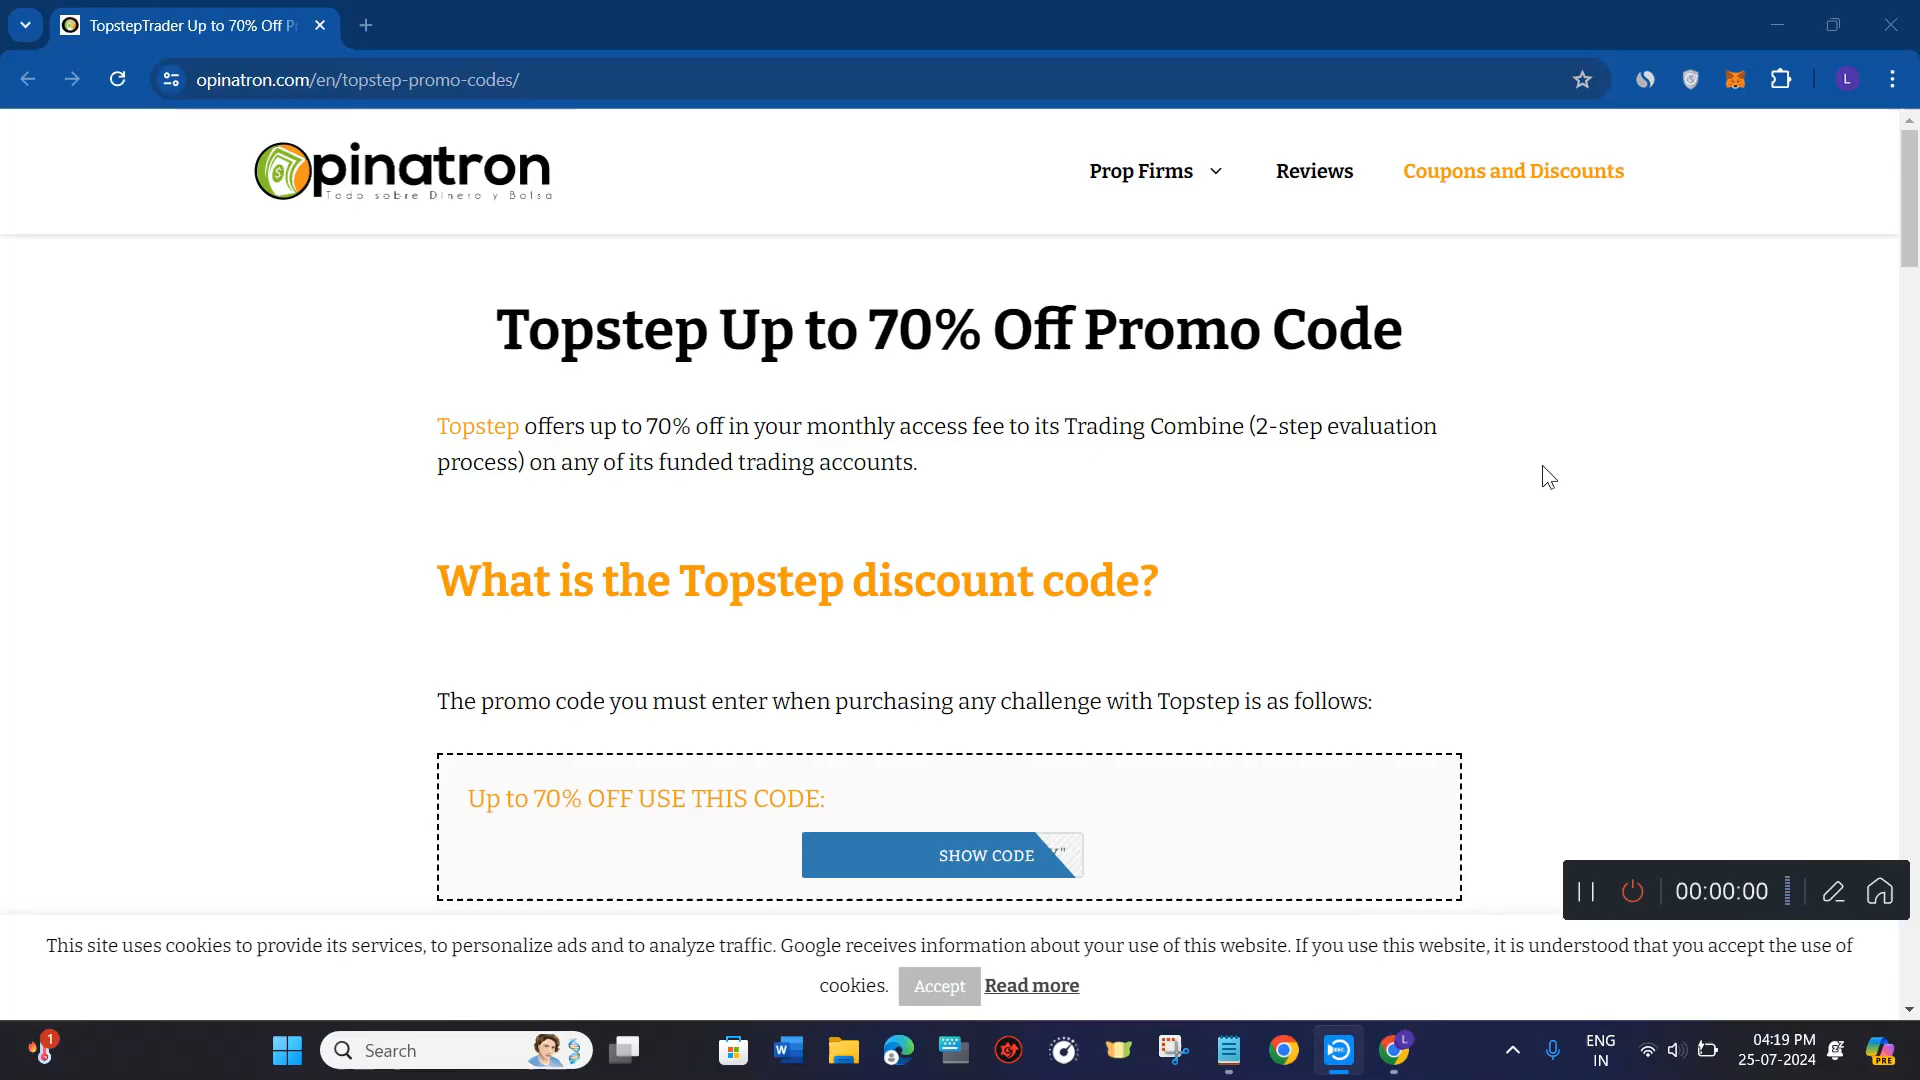 TopstepTrader Up to 70% Off P
opinatron.com/en/topstep-promo-codes/
L
pinatron
Todo sobre Dinero y Bolsa
Prop Firms
Reviews
Coupons and Discounts
Topstep Up to 70% Off Promo Code
Topstep offers up to 70% off in your monthly access fee to its Trading Combine (2-step evaluation
process) on any of its funded trading accounts.
What is the Topstep discount code?
The promo code you must enter when purchasing any challenge with Topstep is as follows:
Up to 70% OFF USE THIS CODE:
SHOW CODE
00:00:00
This site uses cookies to provide its services, to personalize ads and to analyze traffic. Google receives information about your use of this website. If you use this website, it is understood that you accept the use of
cookies. Accept Read more
1
Search
W
REC
L
ENG
IN
04:19 PM
25-07-2024
PRE